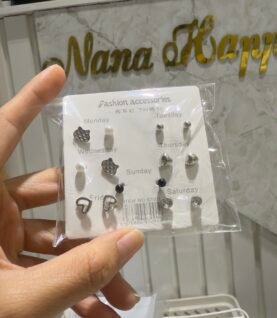 Nana Happ
Fashion Accessories
Monday
Tuesday
Wednesday
Thursday
Sunday
Friday
Saturday